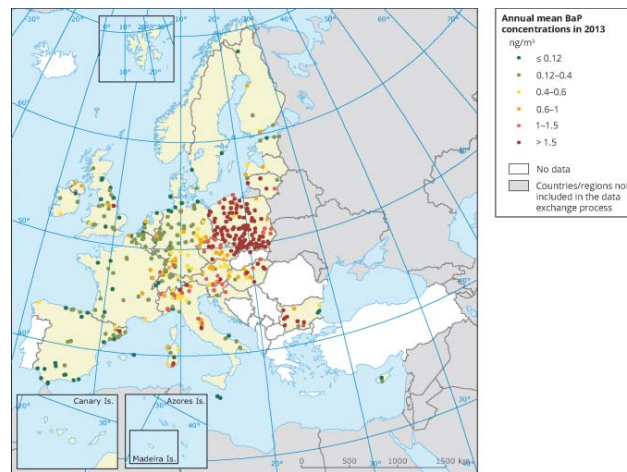 Annual mean BaP
concentrations in 2013
ng/m³
≤ 0.12
0.12–0.4
0.4–0.6
0.6–1
1–1.5
> 1.5
No data
Countries/regions not
included in the data
exchange process
Canary Is.
Azores Is.
Madeira Is.
0 500 1000 1500 km